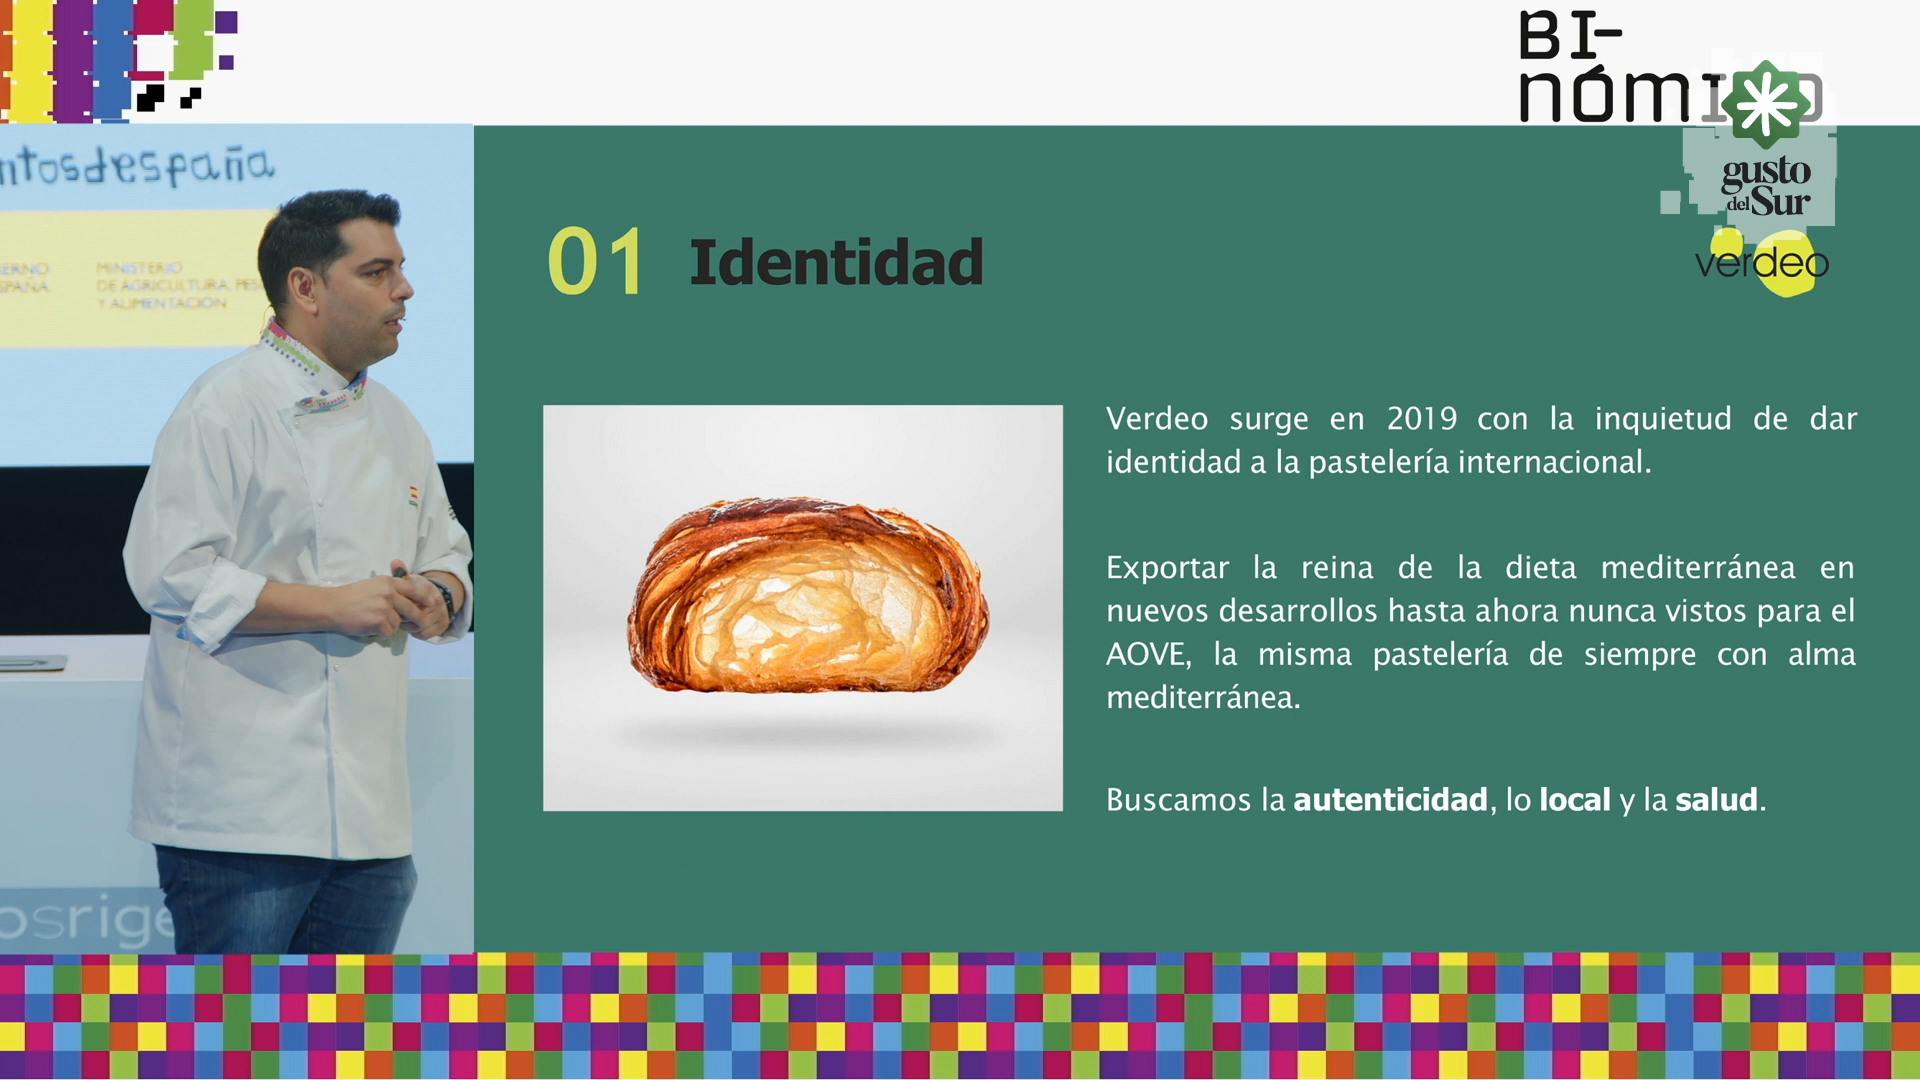 BI-
nómi
gusto
del Sur
verdeo
ntosdespaña
MINISTERIO
DE AGRICULTURA,
Y ALIMENTACIÓN
01 Identidad
Verdeo surge en 2019 con la inquietud de dar
identidad a la pastelería internacional.
Exportar la reina de la dieta mediterránea en
nuevos desarrollos hasta ahora nunca vistos para el
AOVE, la misma pastelería de siempre con alma
mediterránea.
Buscamos la autenticidad, lo local y la salud.
osrige